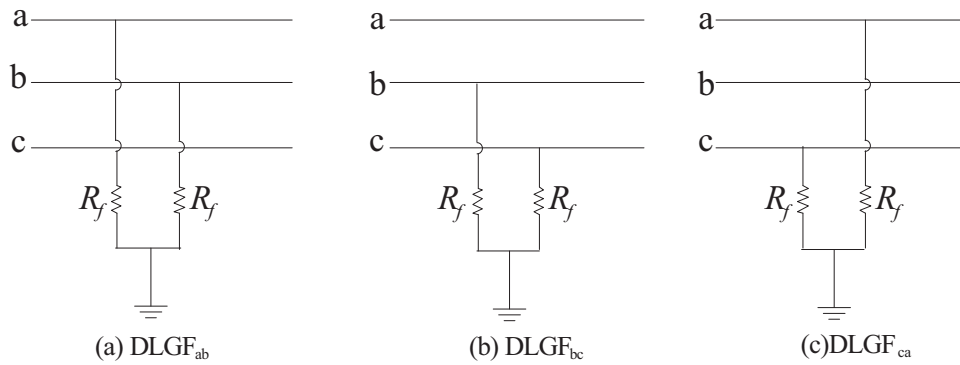 a
b
c
R_f R_f
(a) DLGF_ab
a
b
c
R_f R_f
(b) DLGF_bc
a
b
c
R_f R_f
(c)DLGF_ca